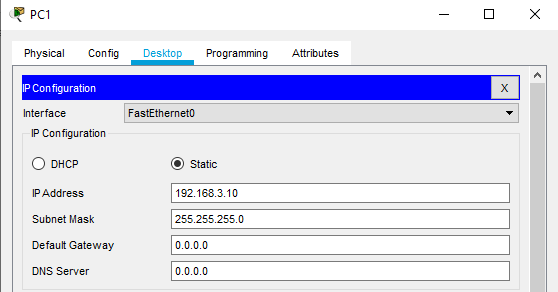 PC1
Physical Config Desktop Programming Attributes
IP Configuration X
Interface FastEthernet0
IP Configuration
DHCP Static
IP Address 192.168.3.10
Subnet Mask 255.255.255.0
Default Gateway 0.0.0.0
DNS Server 0.0.0.0